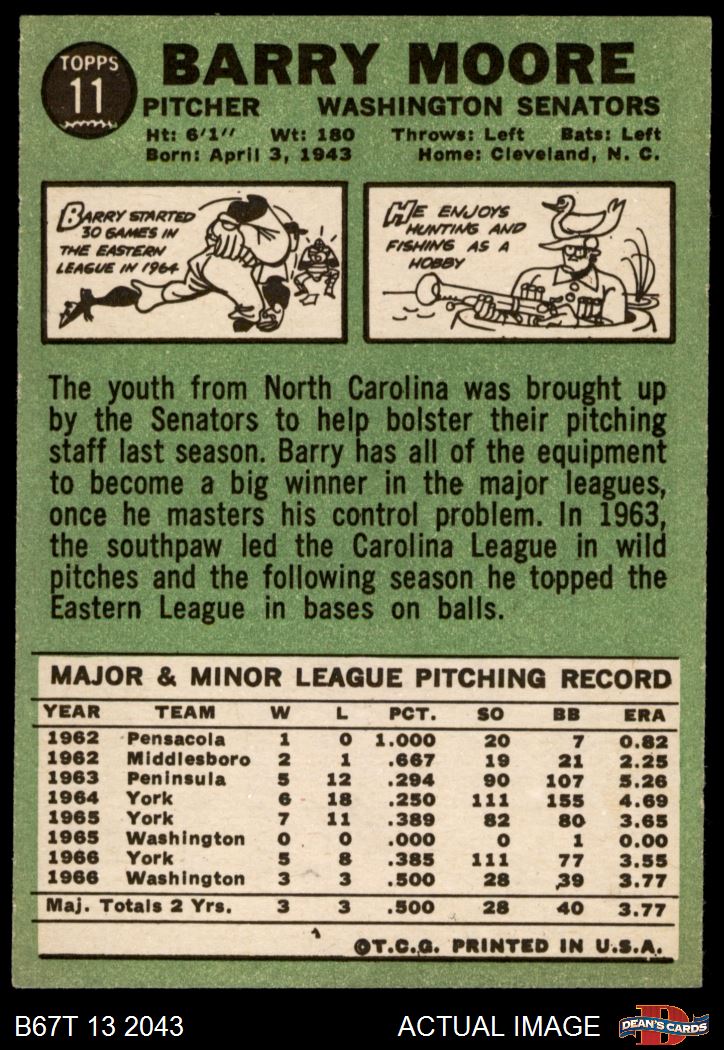 TOPPS
11
BARRY MOORE
PITCHER WASHINGTON SENATORS
Ht: 6'1" Wt: 180 Throws: Left Bats: Left
Born: April 3, 1943 Home: Cleveland, N. C.
BARRY STARTED
30 GAMES IN
THE EASTERN
LEAGUE IN 1964
HE ENJOYS
HUNTING AND
FISHING AS A
HOBBY
The youth from North Carolina was brought up
by the Senators to help bolster their pitching
staff last season. Barry has all of the equipment
to become a big winner in the major leagues,
once he masters his control problem. In 1963,
the southpaw led the Carolina League in wild
pitches and the following season he topped the
Eastern League in bases on balls.
MAJOR & MINOR LEAGUE PITCHING RECORD
YEAR TEAM W L PCT. SO BB ERA
1962 Pensacola 1 0 1.000 20 7 0.82
1962 Middlesboro 2 1 .667 19 21 2.25
1963 Peninsula 5 12 .294 90 107 5.26
1964 York 6 18 .250 111 155 4.69
1965 York 7 11 .389 82 80 3.65
1965 Washington 0 0 .000 0 1 0.00
1966 York 5 8 .385 111 77 3.55
1966 Washington 3 3 .500 28 39 3.77
Maj. Totals 2 Yrs. 3 3 .500 28 40 3.77
©T.C.G. PRINTED IN U.S.A.
B67T 13 2043 ACTUAL IMAGE
D
DEAN'S CARDS